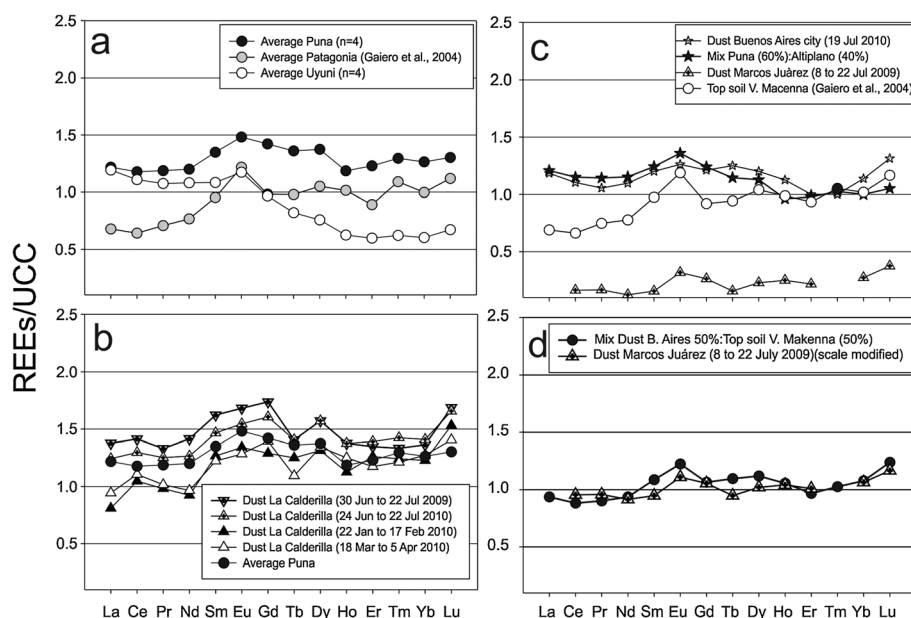 REEs/UCC
2.5
2.0
1.5
1.0
0.5
a
Average Puna (n=4)
Average Patagonia (Gaiero et al., 2004)
Average Uyuni (n=4)
2.5
2.0
1.5
1.0
0.5
b
Dust La Calderilla (30 Jun to 22 Jul 2009)
Dust La Calderilla (24 Jun to 22 Jul 2010)
Dust La Calderilla (22 Jan to 17 Feb 2010)
Dust La Calderilla (18 Mar to 5 Apr 2010)
Average Puna
La Ce Pr Nd Sm Eu Gd Tb Dy Ho Er Tm Yb Lu
2.5
2.0
1.5
1.0
0.5
c
Dust Buenos Aires city (19 Jul 2010)
Mix Puna (60%):Altiplano (40%)
Dust Marcos Juàrez (8 to 22 Jul 2009)
Top soil V. Macenna (Gaiero et al., 2004)
2.5
2.0
1.5
1.0
0.5
d
Mix Dust B. Aires 50%:Top soil V. Makenna (50%)
Dust Marcos Juárez (8 to 22 July 2009)(scale modified)
La Ce Pr Nd Sm Eu Gd Tb Dy Ho Er Tm Yb Lu